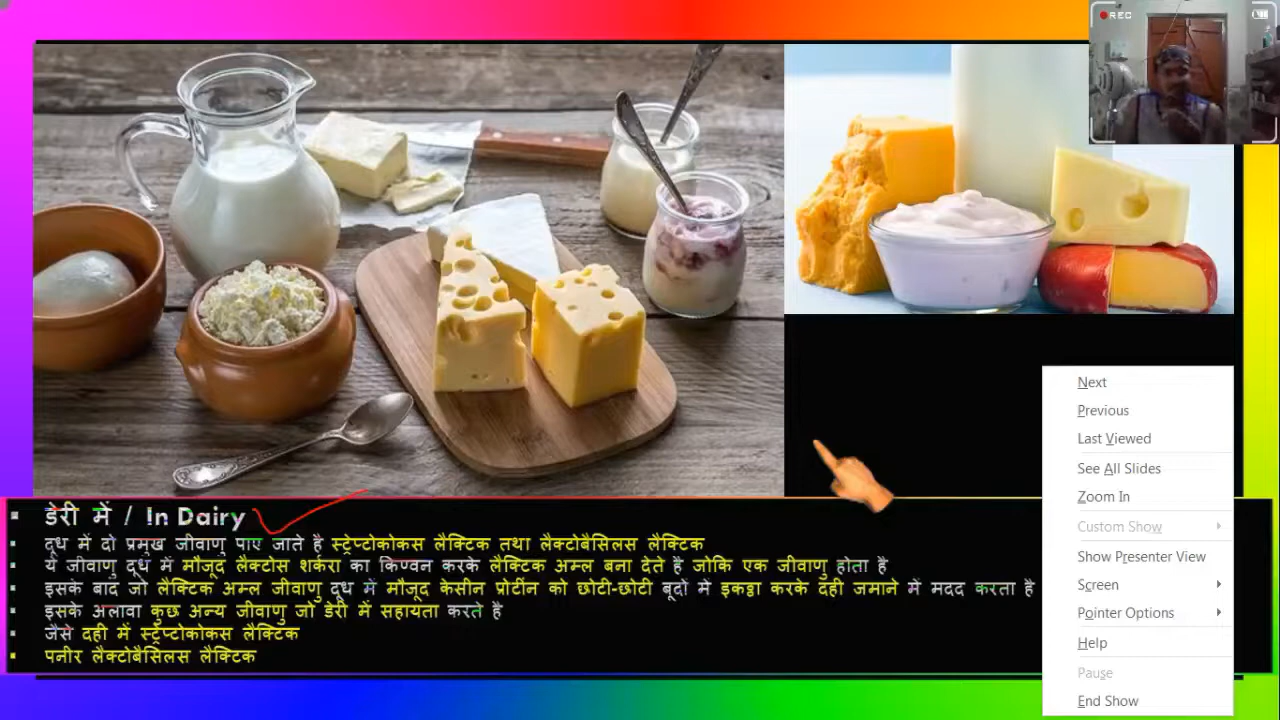 REC
डेरी में / In Dairy
दूध में दो प्रमुख जीवाणु पाए जाते है स्ट्रेप्टोकोकस लैक्टिक तथा लैक्टोबैसिलस लैक्टिक
ये जीवाणु दूध में मौजूद लैक्टोस शर्करा का किण्वन करके लैक्टिक अम्ल बना देते है जोकि एक जीवाणु होता है
इसके बाद जो लैक्टिक अम्ल जीवाणु दूध में मौजूद केसीन प्रोटीन को छोटी-छोटी बूदों में इकठ्ठा करके दही जमाने में मदद करता है
इसके अलावा कुछ अन्य जीवाणु जो डेरी में सहायता करते है
जैसे दही में स्ट्रेप्टोकोकस लैक्टिक
पनीर लैक्टोबैसिलस लैक्टिक
Next
Previous
Last Viewed
See All Slides
Zoom In
Custom Show
Show Presenter View
Screen
Pointer Options
Help
Pause
End Show